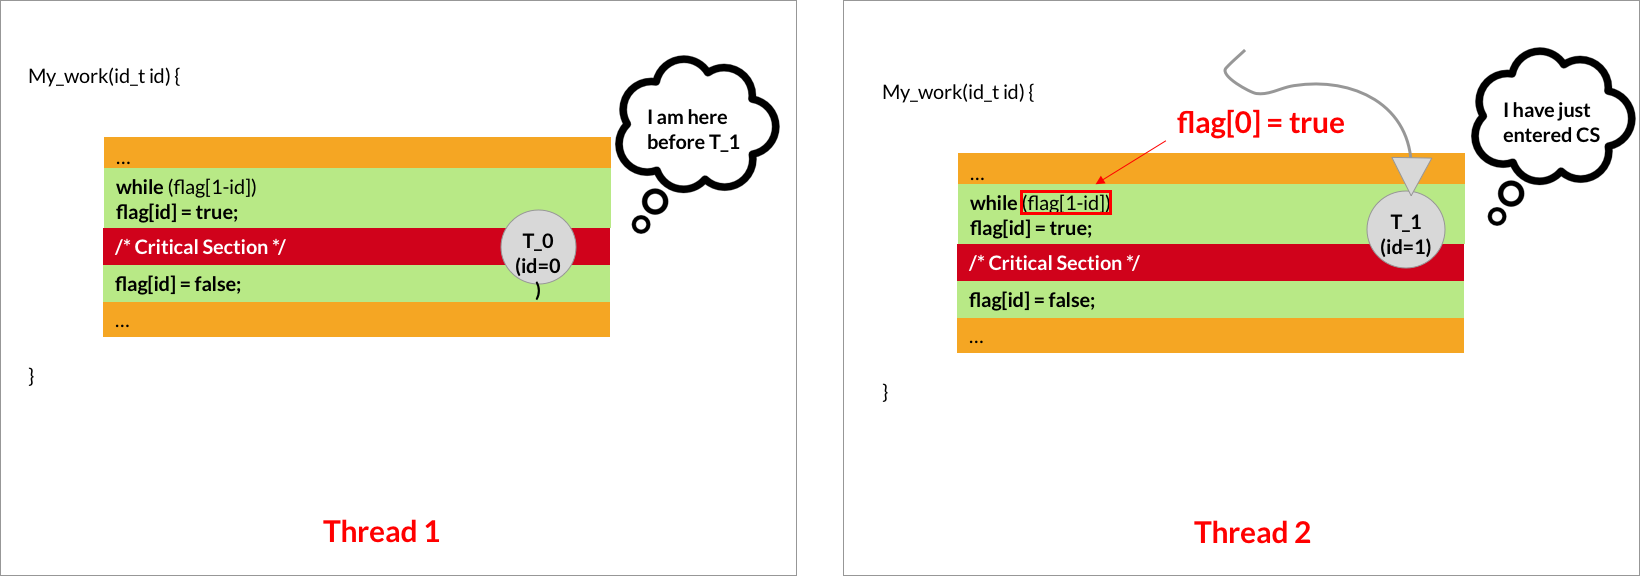 My_work(id_t id) {
I am here
before T_1
...
while (flag[1-id])
flag[id] = true;
/* Critical Section */
T_0
(id=0
)
flag[id] = false;
...
}
Thread 1
My_work(id_t id) {
I have just
entered CS
flag[0] = true
...
while (flag[1-id])
flag[id] = true;
T_1
(id=1)
/* Critical Section */
flag[id] = false;
...
}
Thread 2